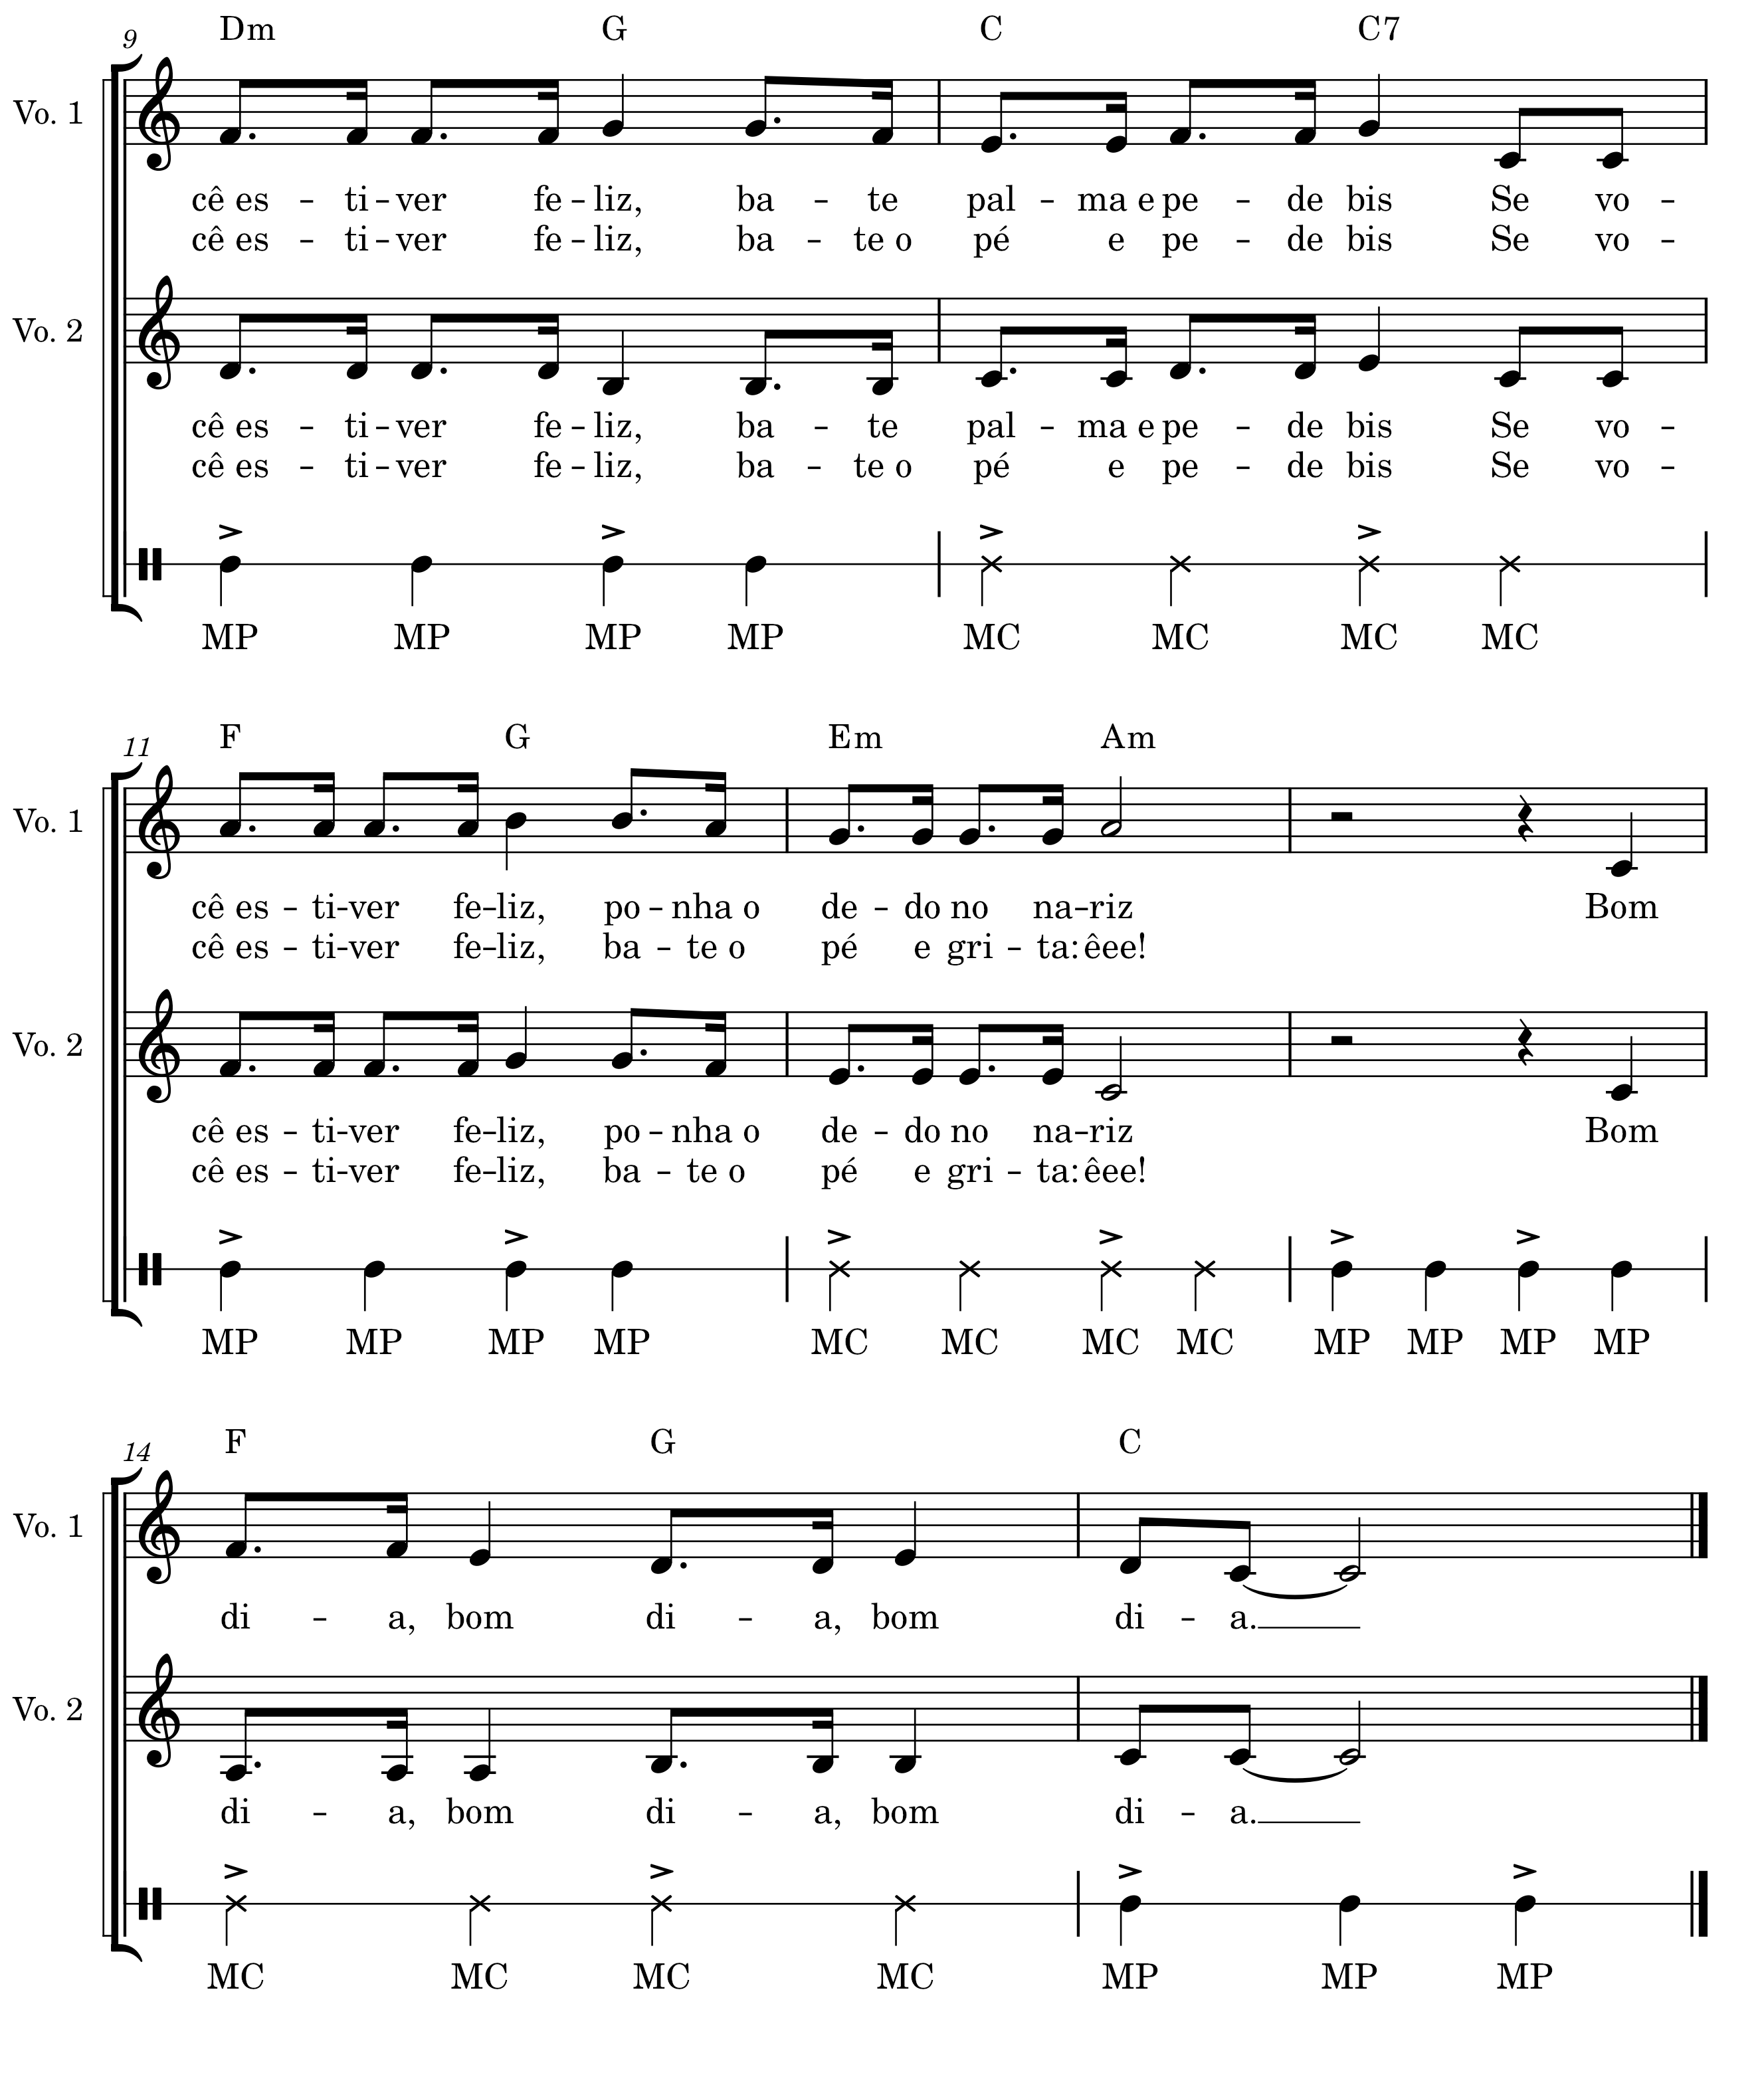 9 Dm G C C7
Vo. 1
cê es - ti - ver fe - liz, ba - te pal - ma e pe - de bis Se vo -
cê es - ti - ver fe - liz, ba - te o pé e pe - de bis Se vo -
Vo. 2
cê es - ti - ver fe - liz, ba - te pal - ma e pe - de bis Se vo -
cê es - ti - ver fe - liz, ba - te o pé e pe - de bis Se vo -
MP MP MP MP MC MC MC MC
11 F G Em Am
Vo. 1
cê es - ti - ver fe - liz, po - nha o de - do no na - riz Bom
cê es - ti - ver fe - liz, ba - te o pé e gri - ta: êee!
Vo. 2
cê es - ti - ver fe - liz, po - nha o de - do no na - riz Bom
cê es - ti - ver fe - liz, ba - te o pé e gri - ta: êee!
MP MP MP MP MC MC MC MC MP MP MP MP
14 F G C
Vo. 1
di - a, bom di - a, bom di - a.
Vo. 2
di - a, bom di - a, bom di - a.
MC MC MC MC MP MP MP